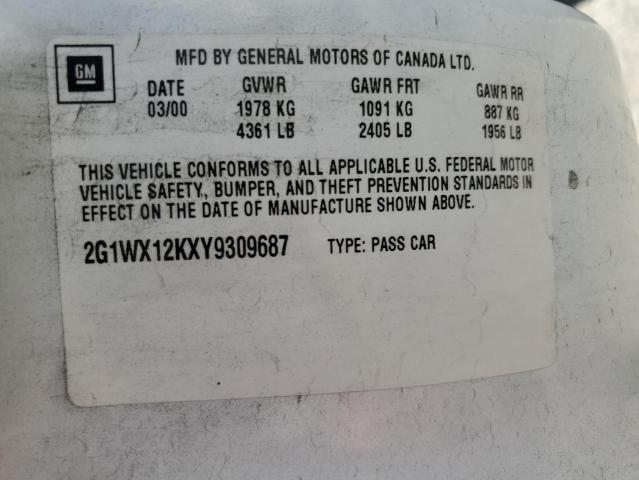 GM
MFD BY GENERAL MOTORS OF CANADA LTD.
DATE GVWR GAWR FRT GAWR RR
03/00 1978 KG 1091 KG 887 KG
4361 LB 2405 LB 1956 LB
THIS VEHICLE CONFORMS TO ALL APPLICABLE U.S. FEDERAL MOTOR
VEHICLE SAFETY, BUMPER, AND THEFT PREVENTION STANDARDS IN
EFFECT ON THE DATE OF MANUFACTURE SHOWN ABOVE.
2G1WX12KXY9309687 TYPE: PASS CAR